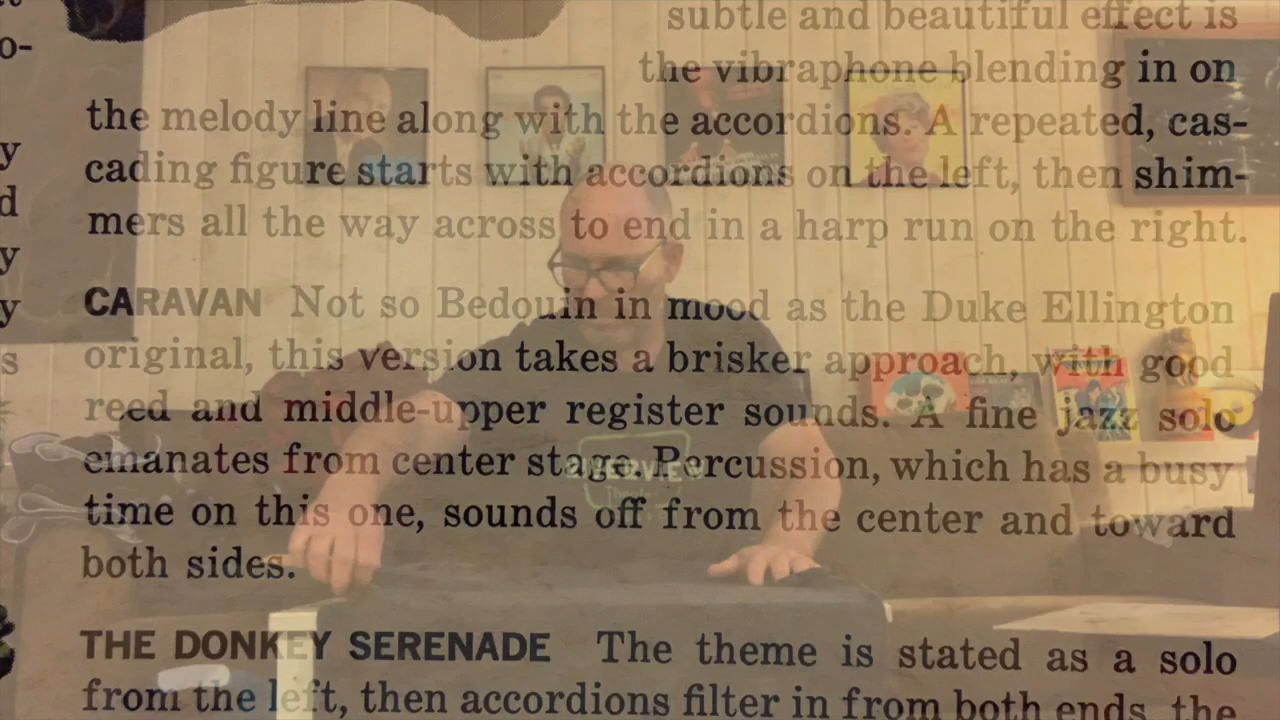 subtle and beautiful effect is
the vibraphone blending in on
the melody line along with the accordions. A repeated, cas-
cading figure starts with accordions on the left, then shim-
mers all the way across to end in a harp run on the right.
CARAVAN Not so Bedouin in mood as the Duke Ellington
original, this version takes a brisker approach, with good
reed and middle-upper register sounds. A fine jazz solo
emanates from center stage. Percussion, which has a busy
time on this one, sounds off from the center and toward
both sides.
THE DONKEY SERENADE The theme is stated as a solo
from the left, then accordions filter in from both ends, the
o-
y
d
y
y
s